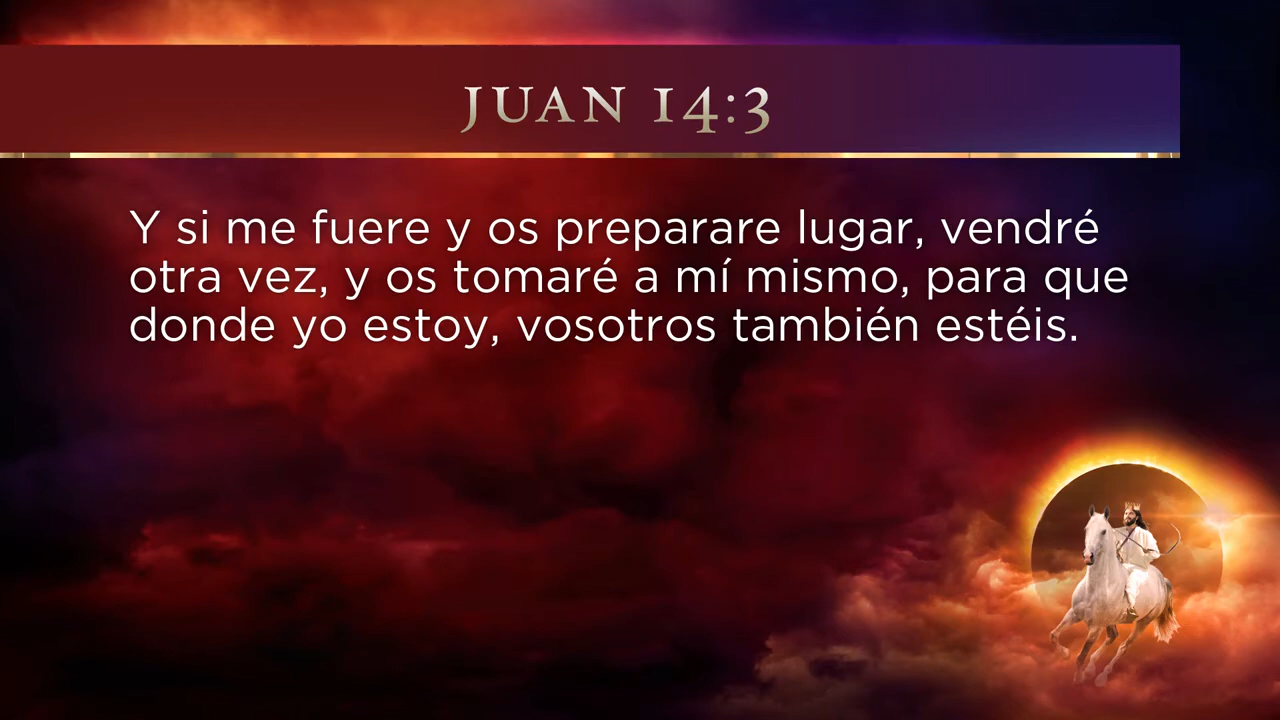 JUAN 14:3
Y si me fuere y os preparare lugar, vendré
otra vez, y os tomaré a mí mismo, para que
donde yo estoy, vosotros también estéis.